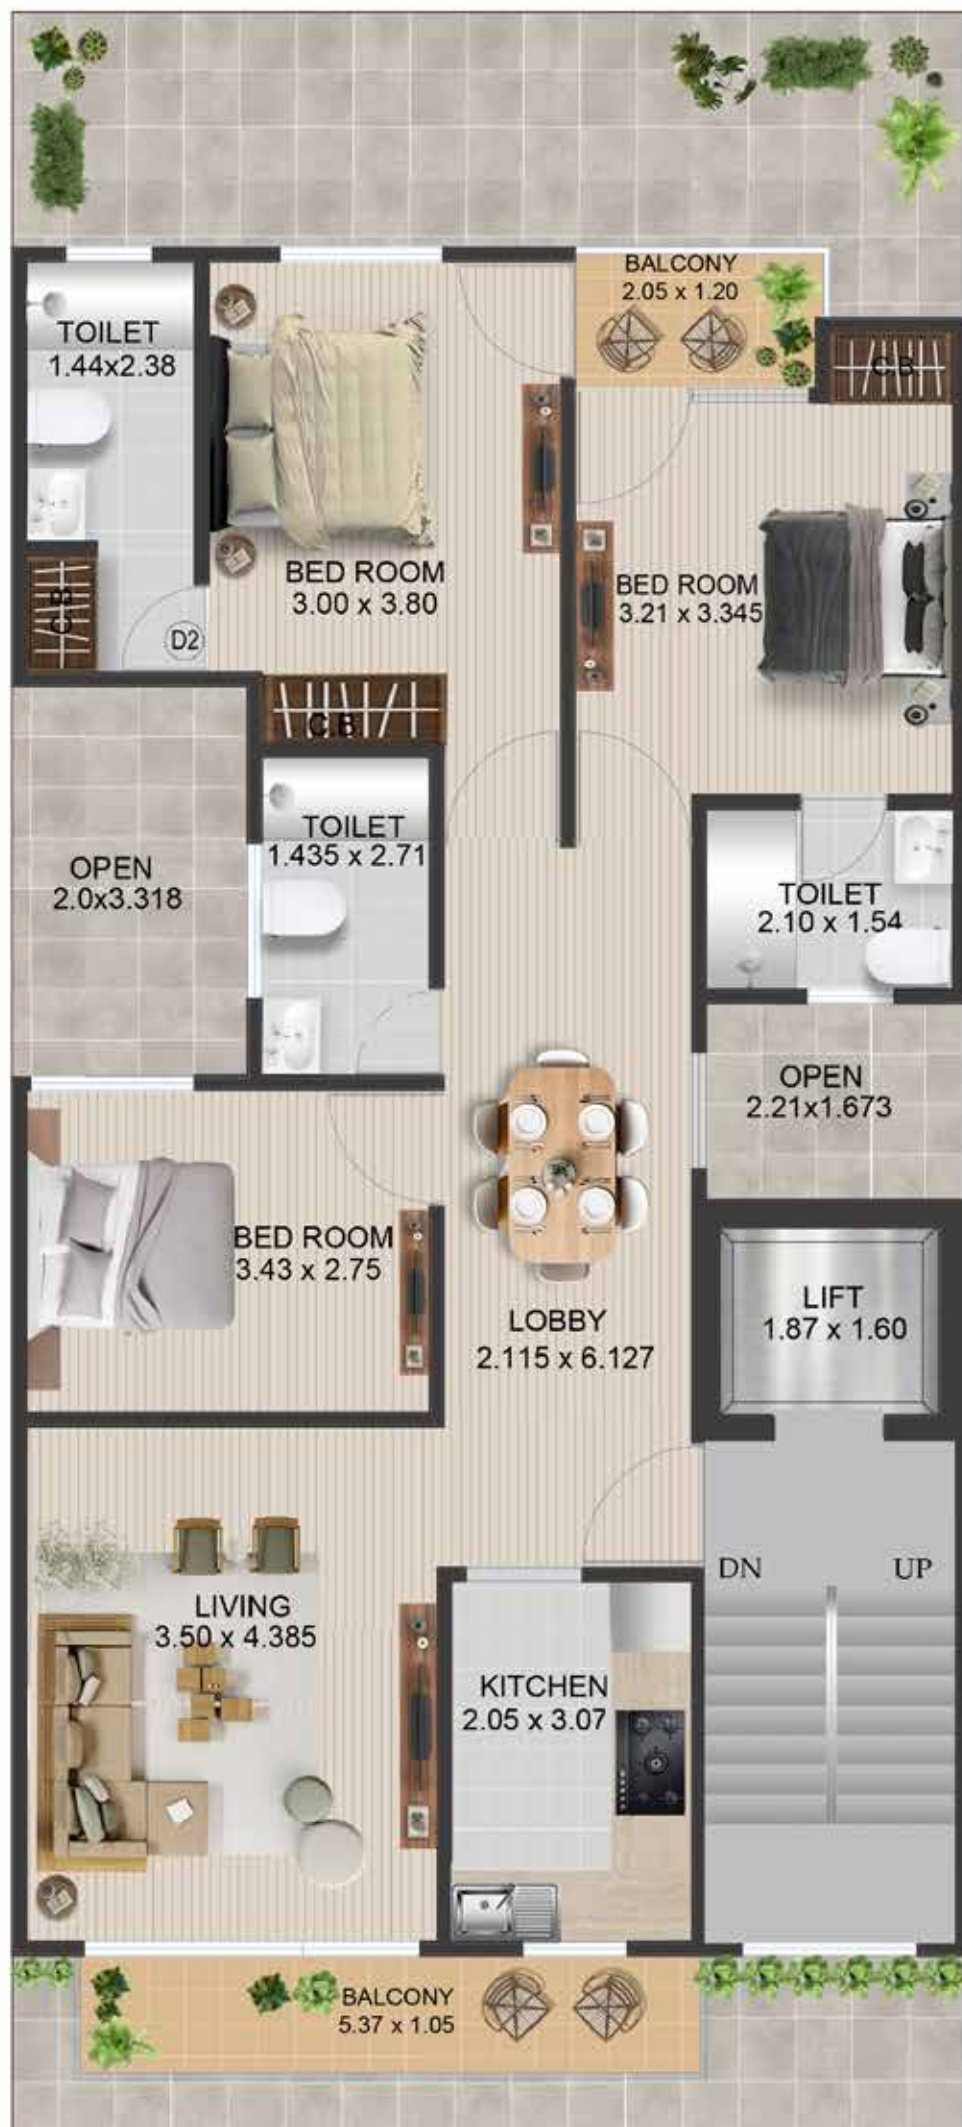 BALCONY
2.05 x 1.20
TOILET
1.44x2.38
C.B
BED ROOM
3.00 x 3.80
BED ROOM
3.21 x 3.345
C.B
D2
C.B
TOILET
1.435 x 2.71
OPEN
2.0x3.318
TOILET
2.10 x 1.54
OPEN
2.21x1.673
BED ROOM
3.43 x 2.75
LOBBY
2.115 x 6.127
LIFT
1.87 x 1.60
DN
UP
LIVING
3.50 x 4.385
KITCHEN
2.05 x 3.07
BALCONY
5.37 x 1.05